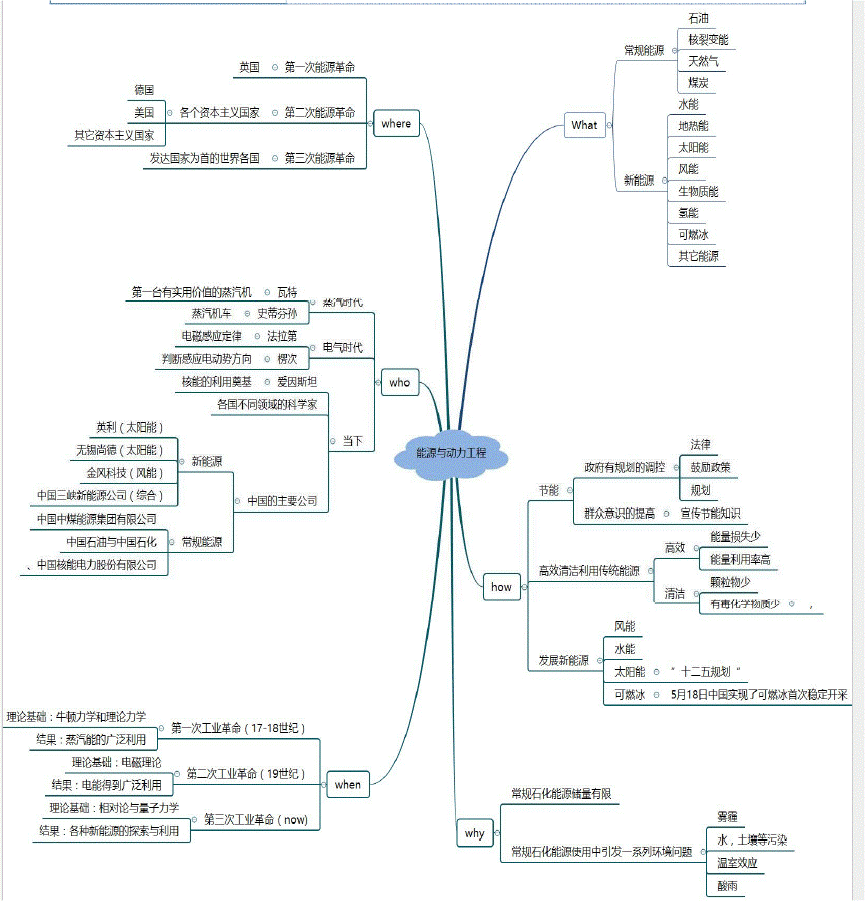 能源与动力工程
What
常规能源
石油
核裂变能
天然气
煤炭
新能源
水能
地热能
太阳能
风能
生物质能
氢能
可燃冰
其它能源
where
第一次能源革命
英国
第二次能源革命
各个资本主义国家
德国
美国
其它资本主义国家
第三次能源革命
发达国家为首的世界各国
who
蒸汽时代
瓦特
第一台有实用价值的蒸汽机
史蒂芬孙
蒸汽机车
电气时代
法拉第
电磁感应定律
楞次
判断感应电动势方向
当下
爱因斯坦
核能的利用奠基
各国不同领域的科学家
中国的主要公司
新能源
英利（太阳能）
无锡尚德（太阳能）
金风科技（风能）
中国三峡新能源公司（综合）
常规能源
中国中煤能源集团有限公司
中国石油与中国石化
、中国核能电力股份有限公司
how
节能
政府有规划的调控
法律
鼓励政策
规划
群众意识的提高
宣传节能知识
高效清洁利用传统能源
高效
能量损失少
能量利用率高
清洁
颗粒物少
有毒化学物质少
，
发展新能源
风能
水能
太阳能
“十二五规划“
可燃冰
5月18日中国实现了可燃冰首次稳定开采
when
第一次工业革命（17-18世纪）
理论基础：牛顿力学和理论力学
结果：蒸汽能的广泛利用
第二次工业革命（19世纪）
理论基础：电磁理论
结果：电能得到广泛利用
第三次工业革命（now)
理论基础：相对论与量子力学
结果：各种新能源的探索与利用
why
常规石化能源储量有限
常规石化能源使用中引发一系列环境问题
雾霾
水，土壤等污染
温室效应
酸雨